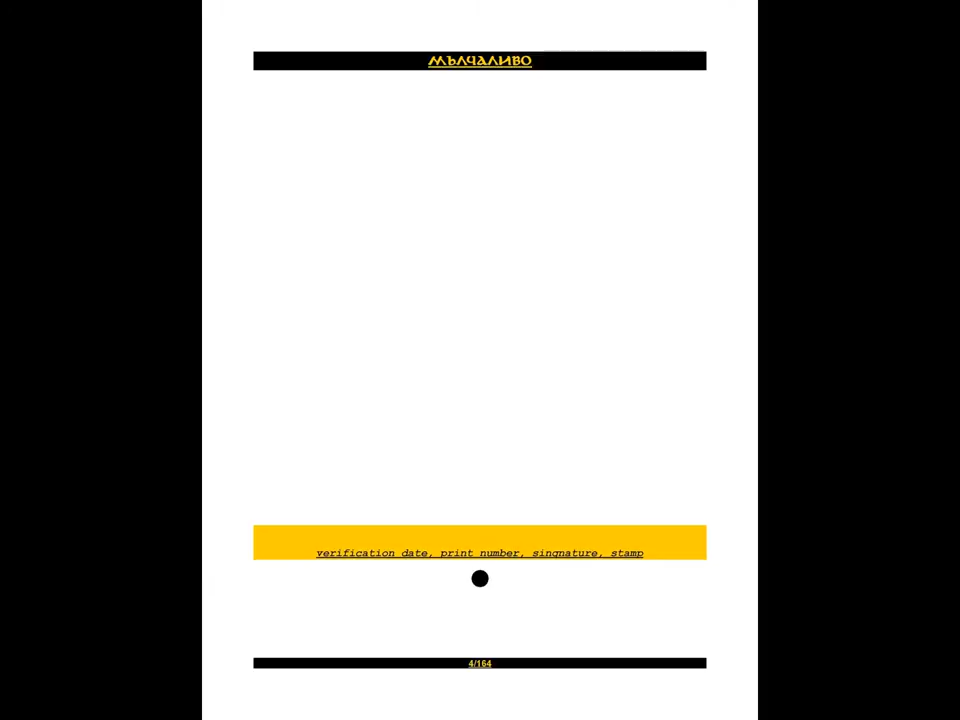 мълчаливо
verification date, print number, singnature, stamp
4/164